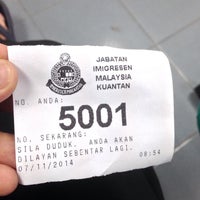 JABATAN
IMIGRESEN
MALAYSIA
KUANTAN
NO. ANDA:
5001
NO. SEKARANG:
SILA DUDUK. ANDA AKAN
DILAYAN SEBENTAR LAGI.
07/11/2014 08:54